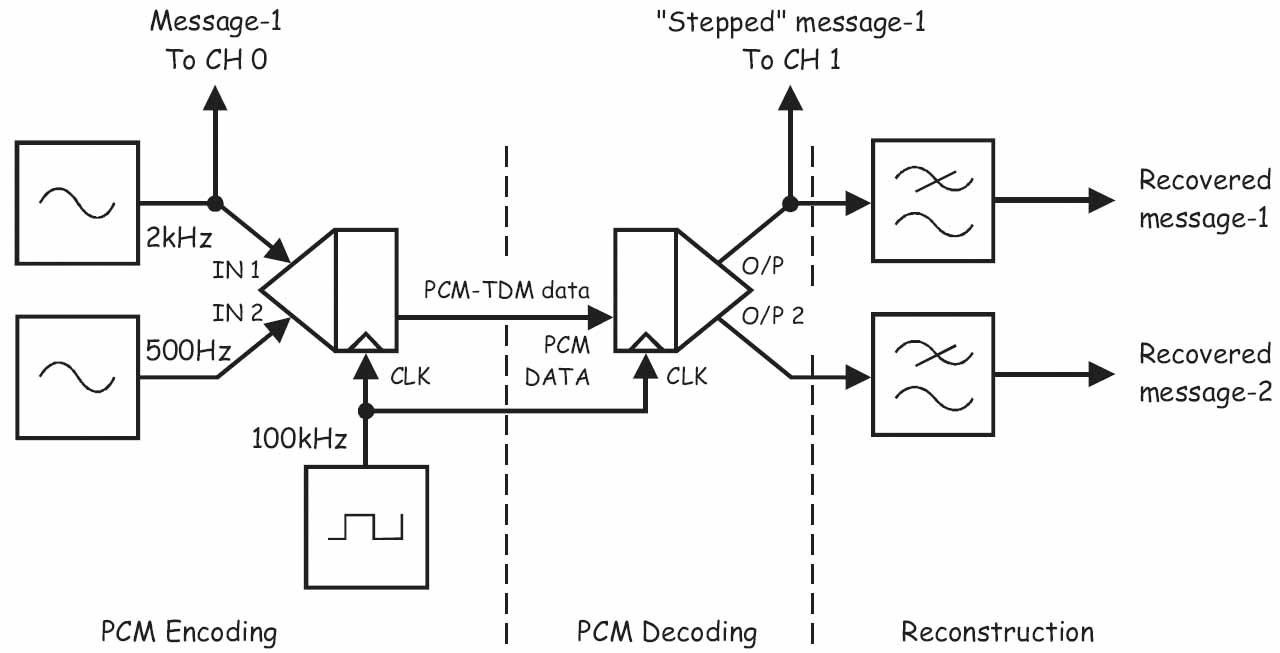 Message-1
To CH 0
"Stepped" message-1
To CH 1
2kHz
IN 1
IN 2
500Hz
PCM-TDM data
PCM
DATA
CLK
100kHz
CLK
O/P
O/P 2
Recovered
message-1
Recovered
message-2
PCM Encoding
PCM Decoding
Reconstruction